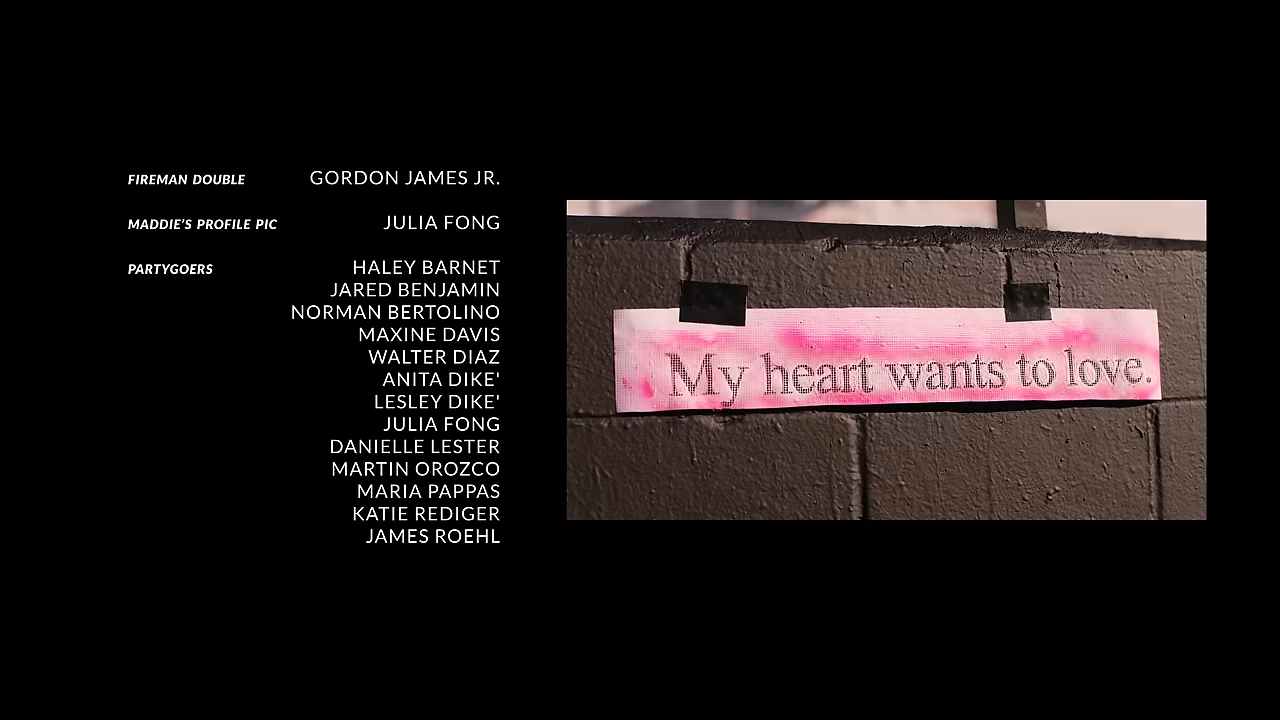 FIREMAN DOUBLE GORDON JAMES JR.
MADDIE'S PROFILE PIC JULIA FONG
PARTYGOERS HALEY BARNET
JARED BENJAMIN
NORMAN BERTOLINO
MAXINE DAVIS
WALTER DIAZ
ANITA DIKE'
LESLEY DIKE'
JULIA FONG
DANIELLE LESTER
MARTIN OROZCO
MARIA PAPPAS
KATIE REDIGER
JAMES ROEHL
My heart wants to love.